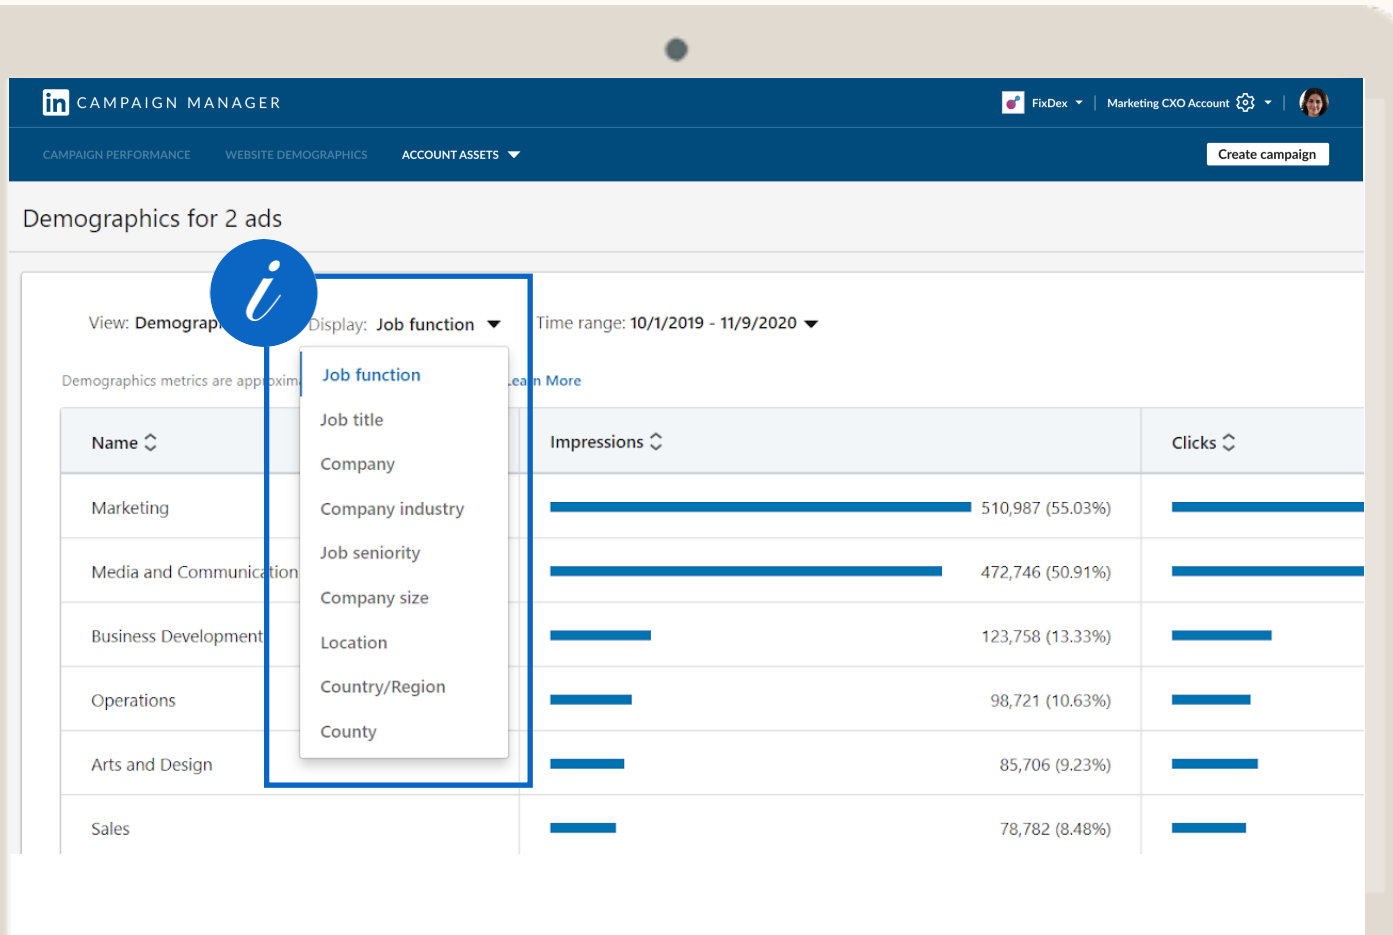 in CAMPAIGN MANAGER
FixDex
Marketing CXO Account
CAMPAIGN PERFORMANCE
WEBSITE DEMOGRAPHICS
ACCOUNT ASSETS
Create campaign
Demographics for 2 ads
i
View: Demograp
Display: Job function
Time range: 10/1/2019 - 11/9/2020
Demographics metrics are approxim
Learn More
Job function
Job title
Company
Company industry
Job seniority
Company size
Location
Country/Region
County
Name
Impressions
Clicks
Marketing
510,987 (55.03%)
Media and Communication
472,746 (50.91%)
Business Development
123,758 (13.33%)
Operations
98,721 (10.63%)
Arts and Design
85,706 (9.23%)
Sales
78,782 (8.48%)